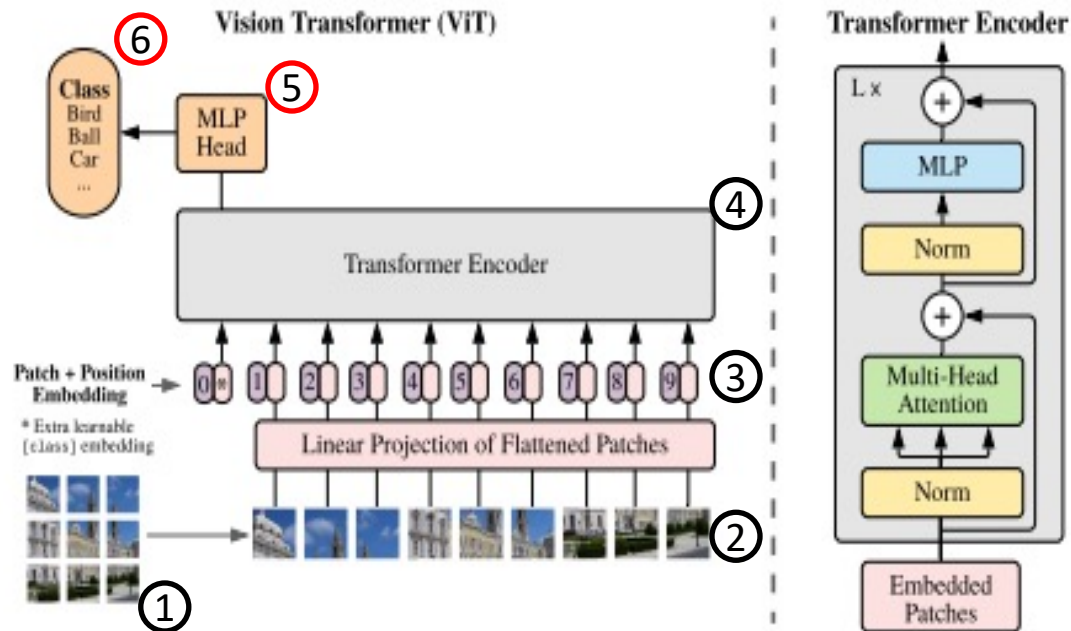 Vision Transformer (ViT)
6
Class
Bird
Ball
Car
...
5
MLP
Head
4
Transformer Encoder
Patch + Position
Embedding
0 * 1 2 3 4 5 6 7 8 9
3
* Extra learnable
[class] embedding
Linear Projection of Flattened Patches
2
1
Transformer Encoder
L ×
+
MLP
Norm
+
Multi-Head
Attention
Norm
Embedded
Patches